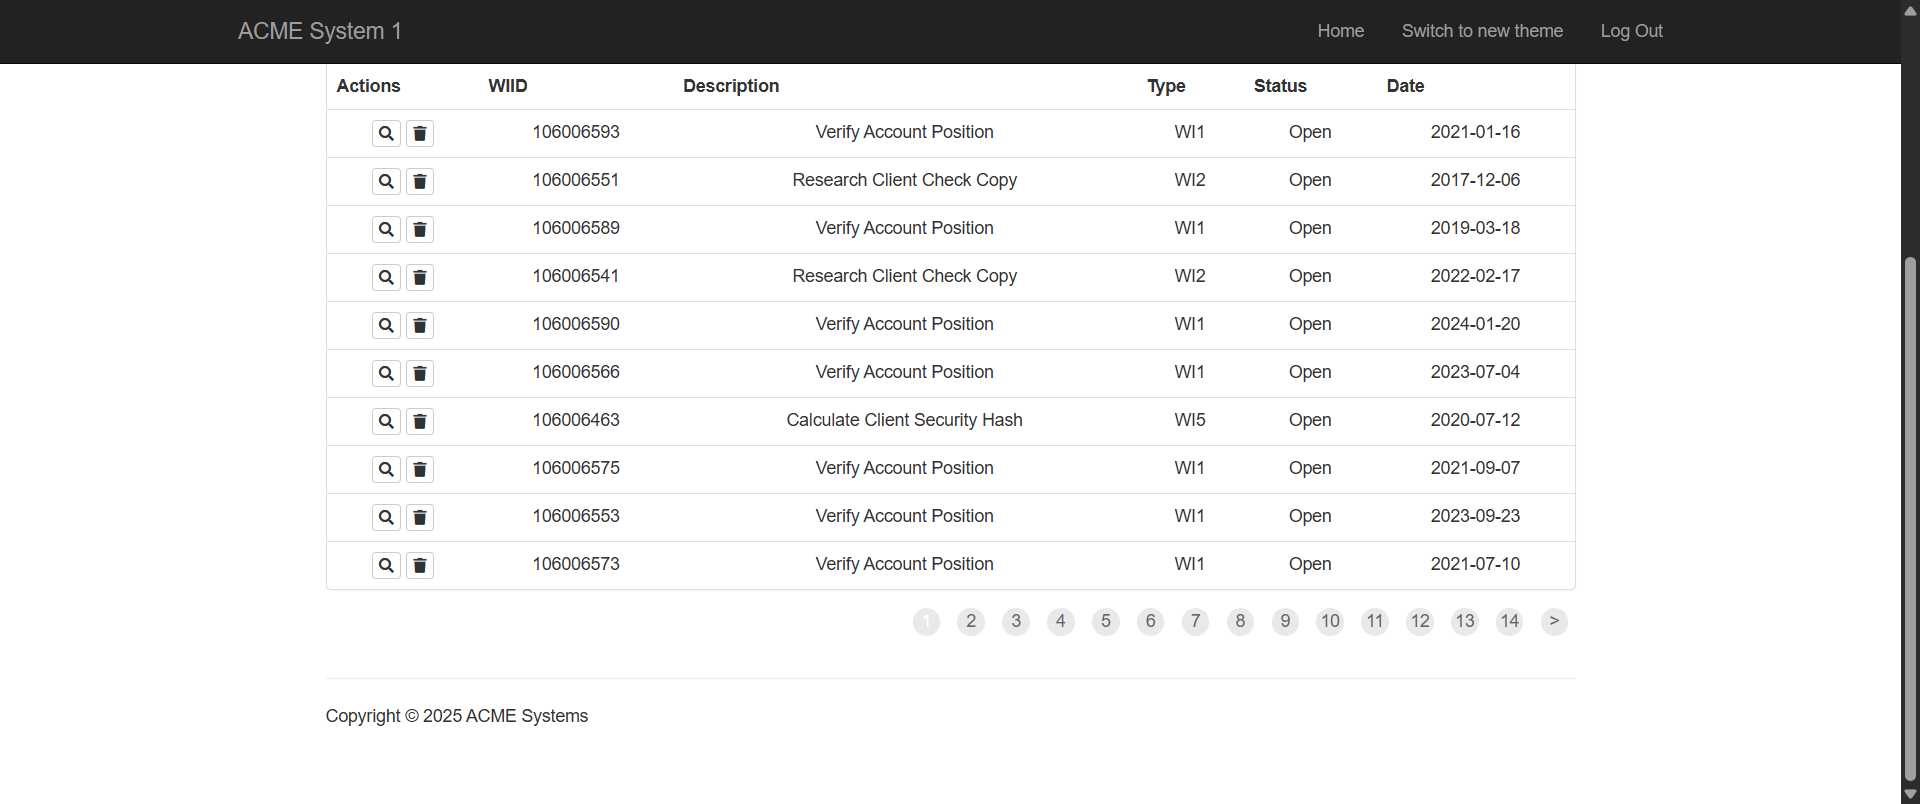 ACME System 1 Home Switch to new theme Log Out
Actions WIID Description Type Status Date
106006593 Verify Account Position WI1 Open 2021-01-16
106006551 Research Client Check Copy WI2 Open 2017-12-06
106006589 Verify Account Position WI1 Open 2019-03-18
106006541 Research Client Check Copy WI2 Open 2022-02-17
106006590 Verify Account Position WI1 Open 2024-01-20
106006566 Verify Account Position WI1 Open 2023-07-04
106006463 Calculate Client Security Hash WI5 Open 2020-07-12
106006575 Verify Account Position WI1 Open 2021-09-07
106006553 Verify Account Position WI1 Open 2023-09-23
106006573 Verify Account Position WI1 Open 2021-07-10
1 2 3 4 5 6 7 8 9 10 11 12 13 14 >
Copyright © 2025 ACME Systems